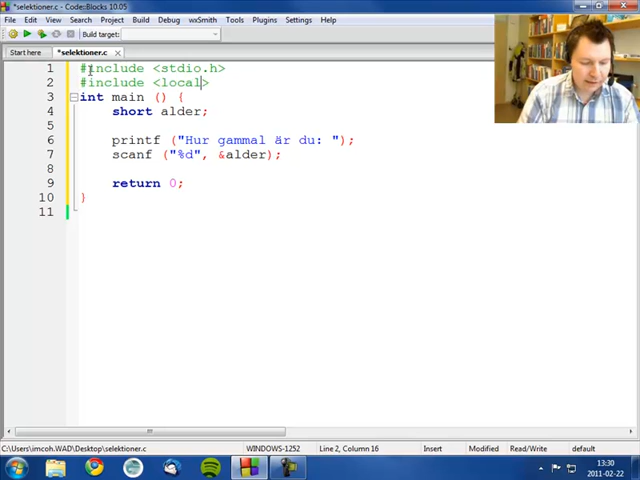 *selektioner.c - Code::Blocks 10.05
File Edit View Search Project Build Debug wxSmith Tools Plugins Settings Help
Build target:
Start here *selektioner.c
1 #include <stdio.h>
2 #include <local>
3 int main () {
4 short alder;
5
6 printf ("Hur gammal är du: ");
7 scanf ("%d", &alder);
8
9 return 0;
10 }
11
C:\Users\imcoh.WAD\Desktop\selektioner.c WINDOWS-1252 Line 2, Column 16 Insert Modified Read/Write default
13:30
2011-02-22